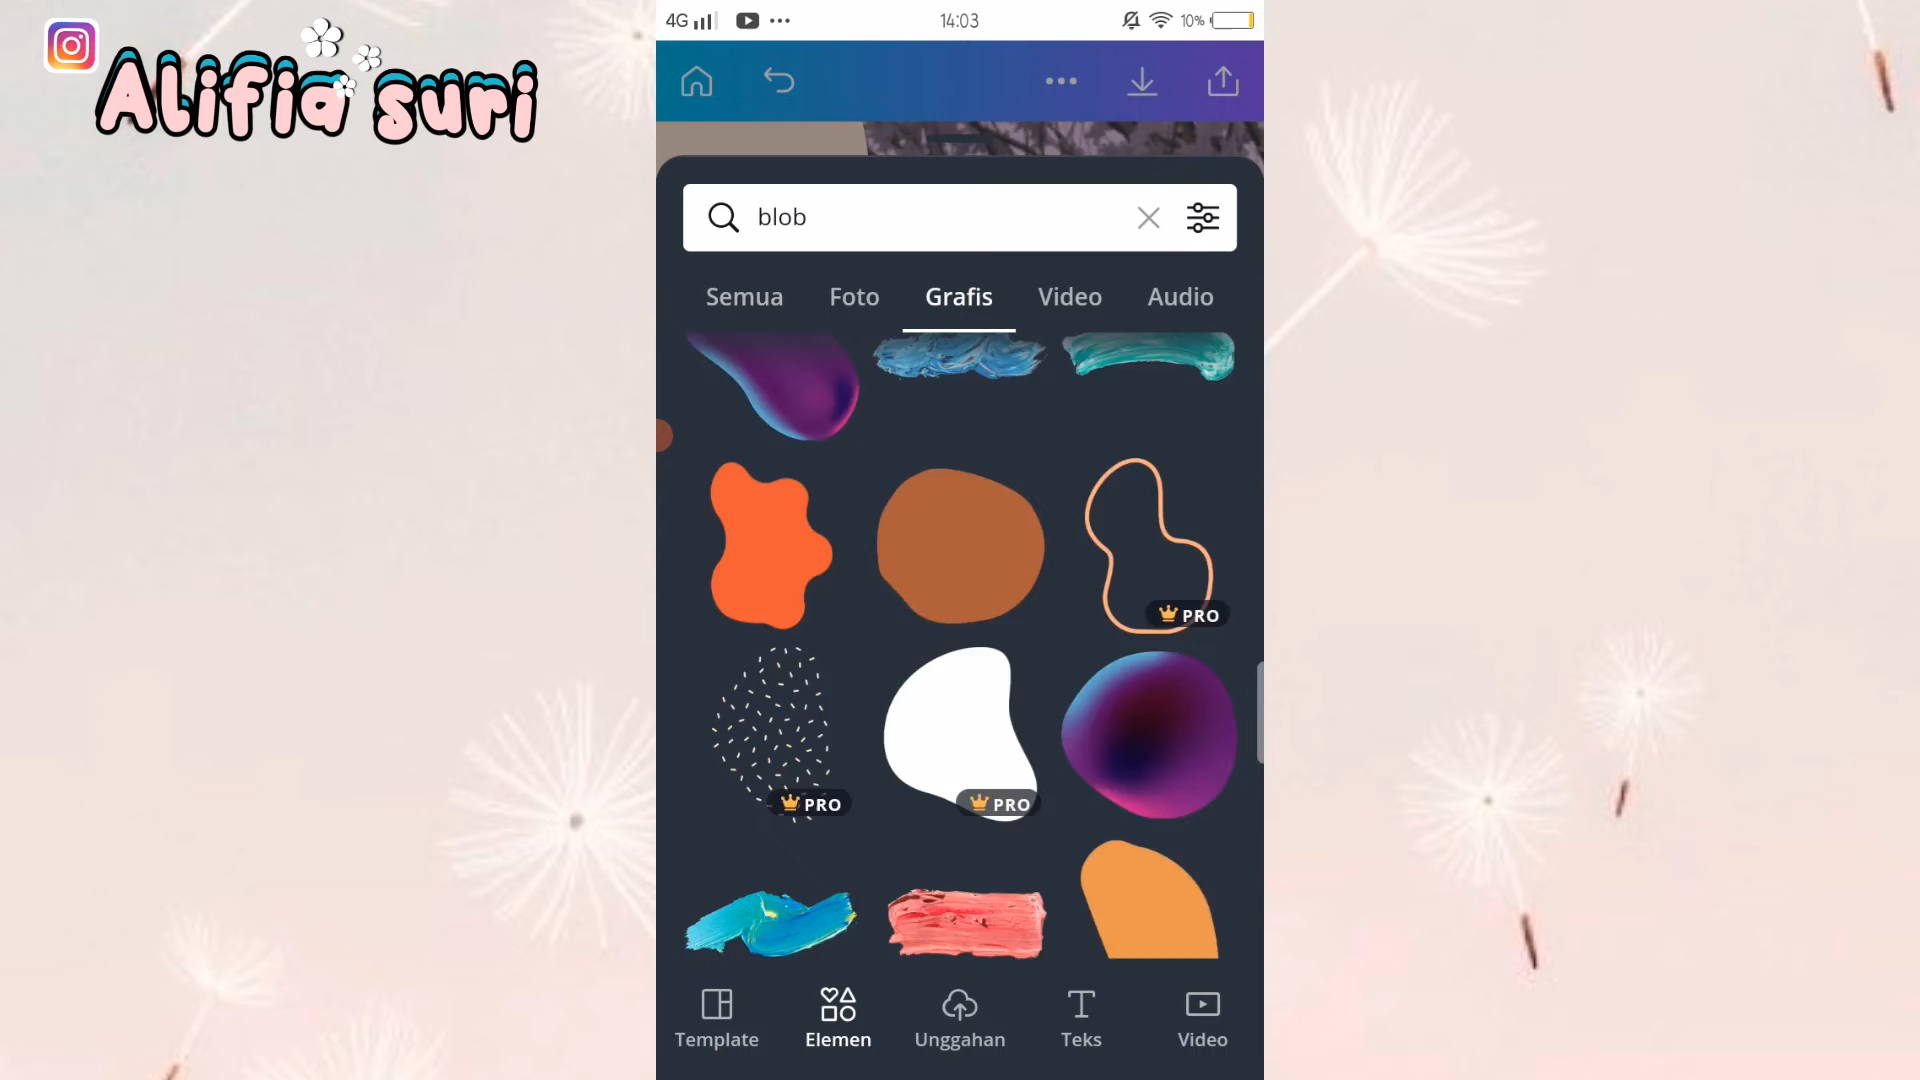 Alifia suri
4G
14:03
10%
blob
Semua
Foto
Grafis
Video
Audio
PRO
PRO
PRO
Template
Elemen
Unggahan
Teks
Video